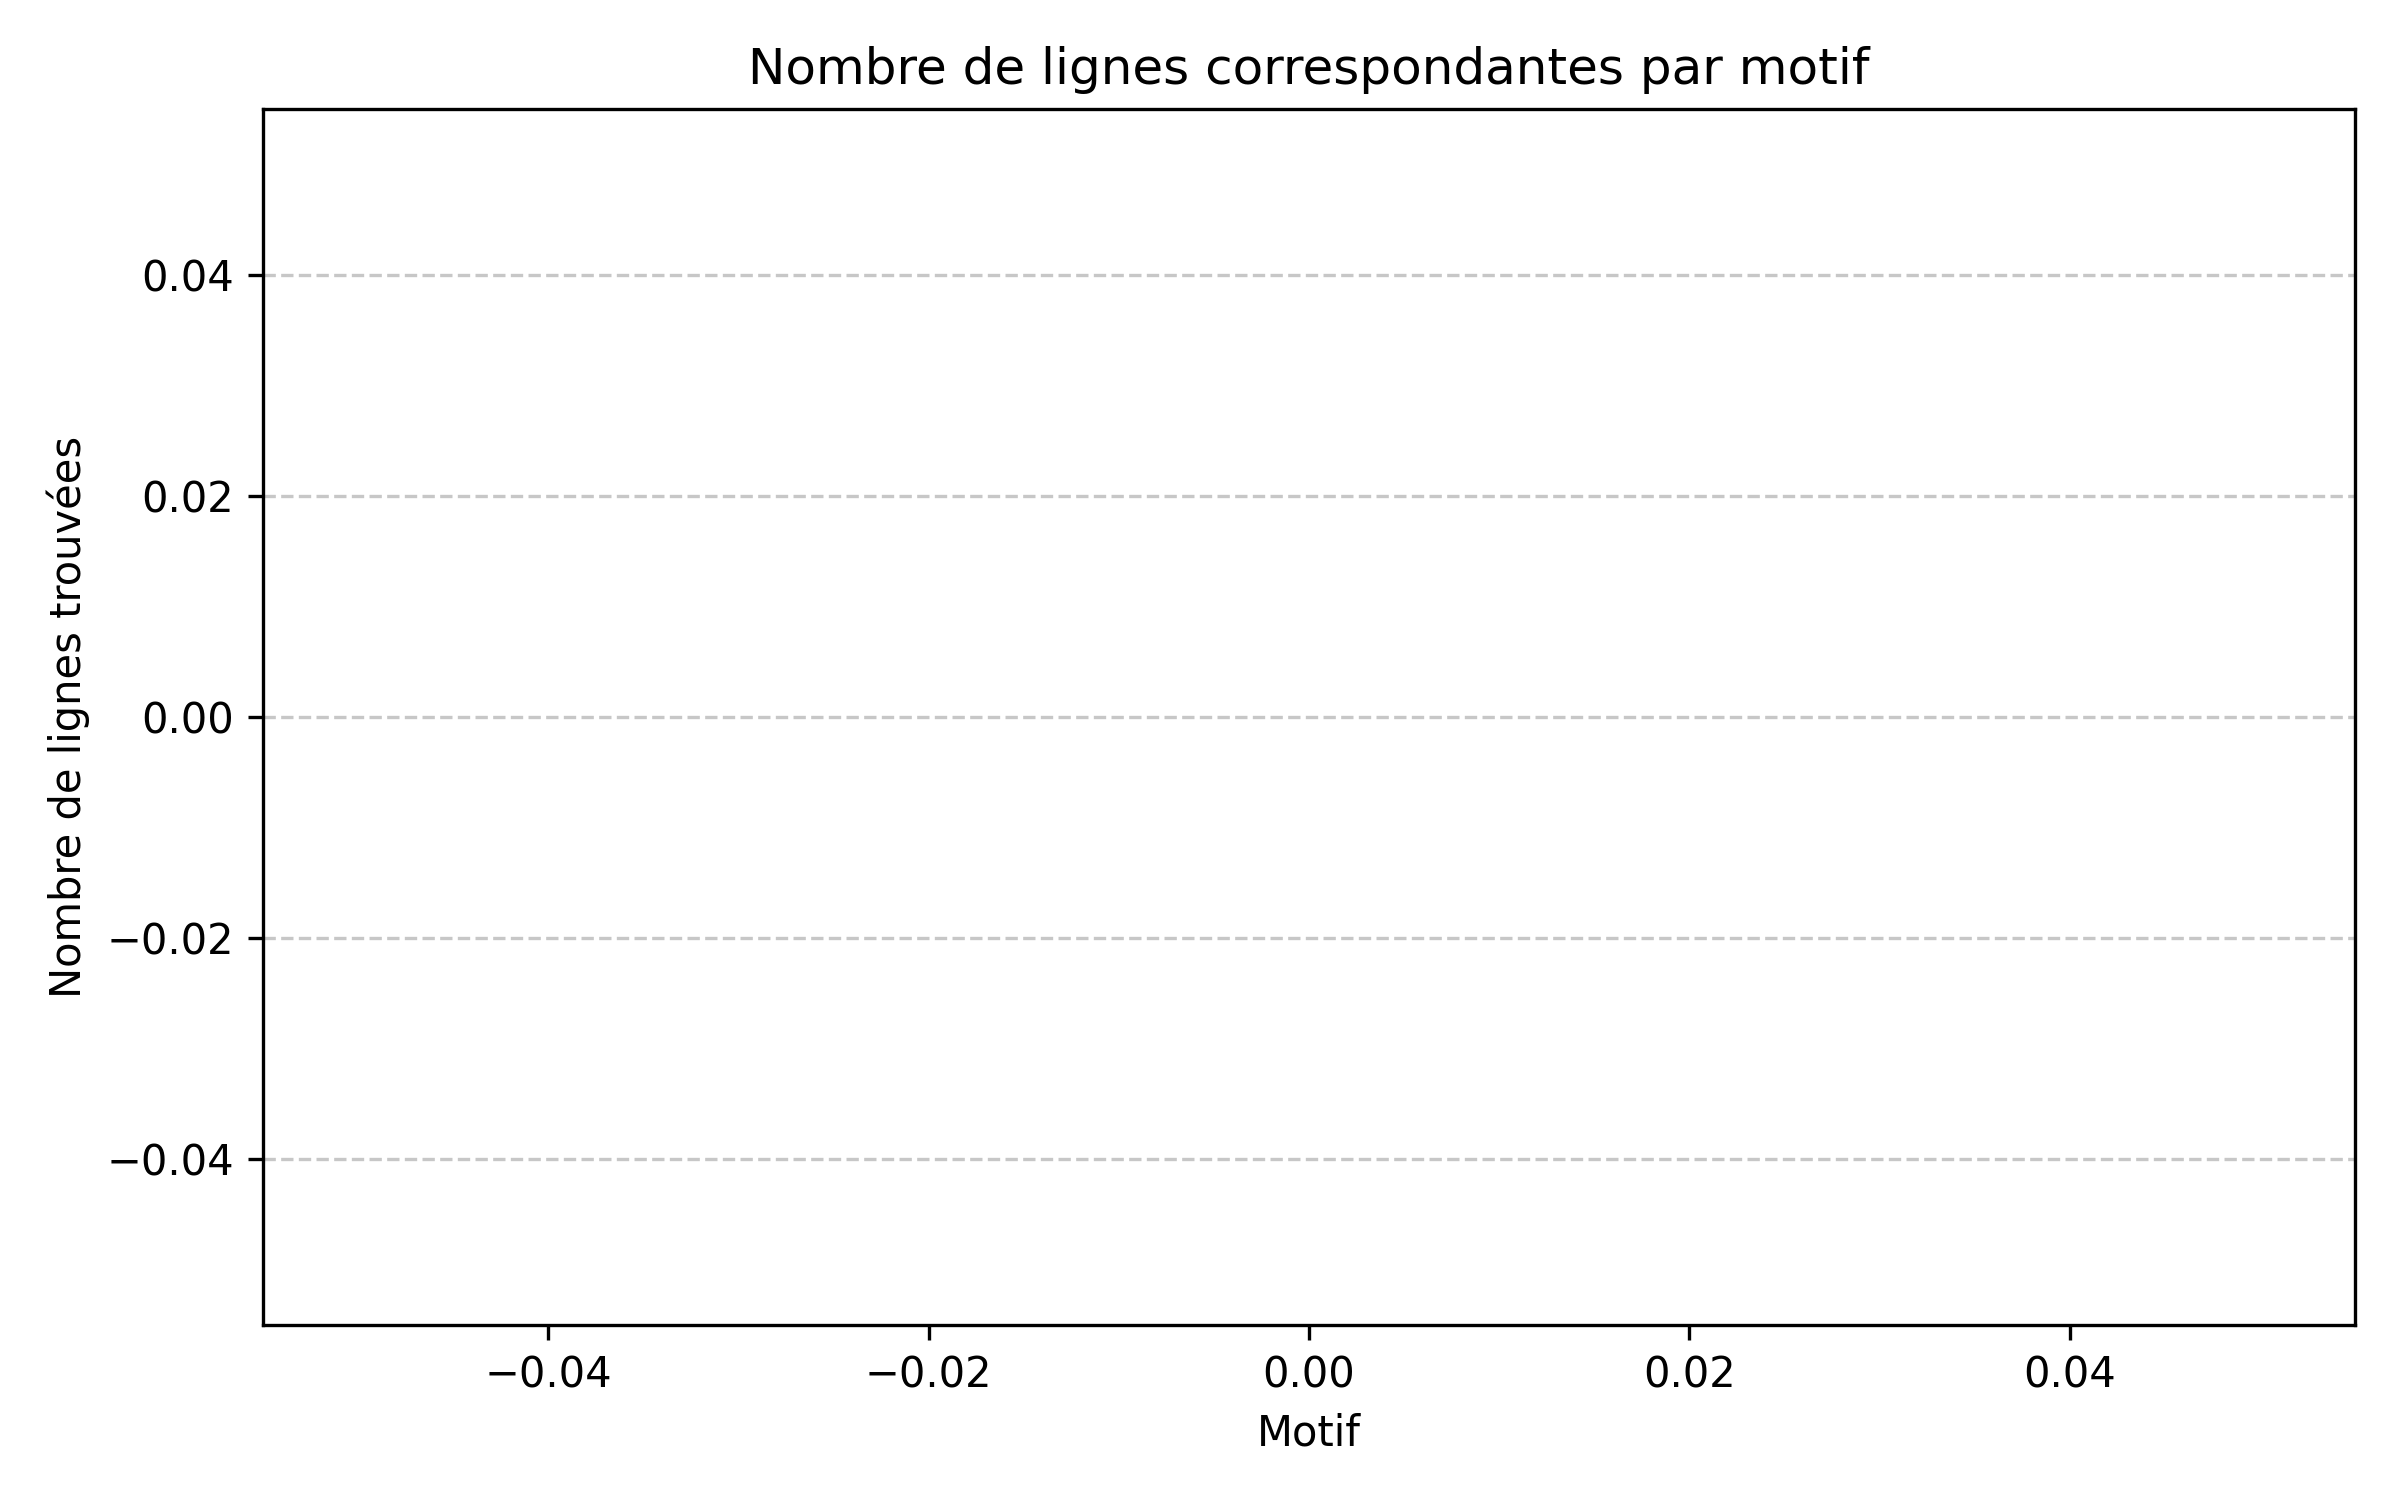 Nombre de lignes correspondantes par motif
Nombre de lignes trouvées
0.04
0.02
0.00
−0.02
−0.04
−0.04 −0.02 0.00 0.02 0.04
Motif